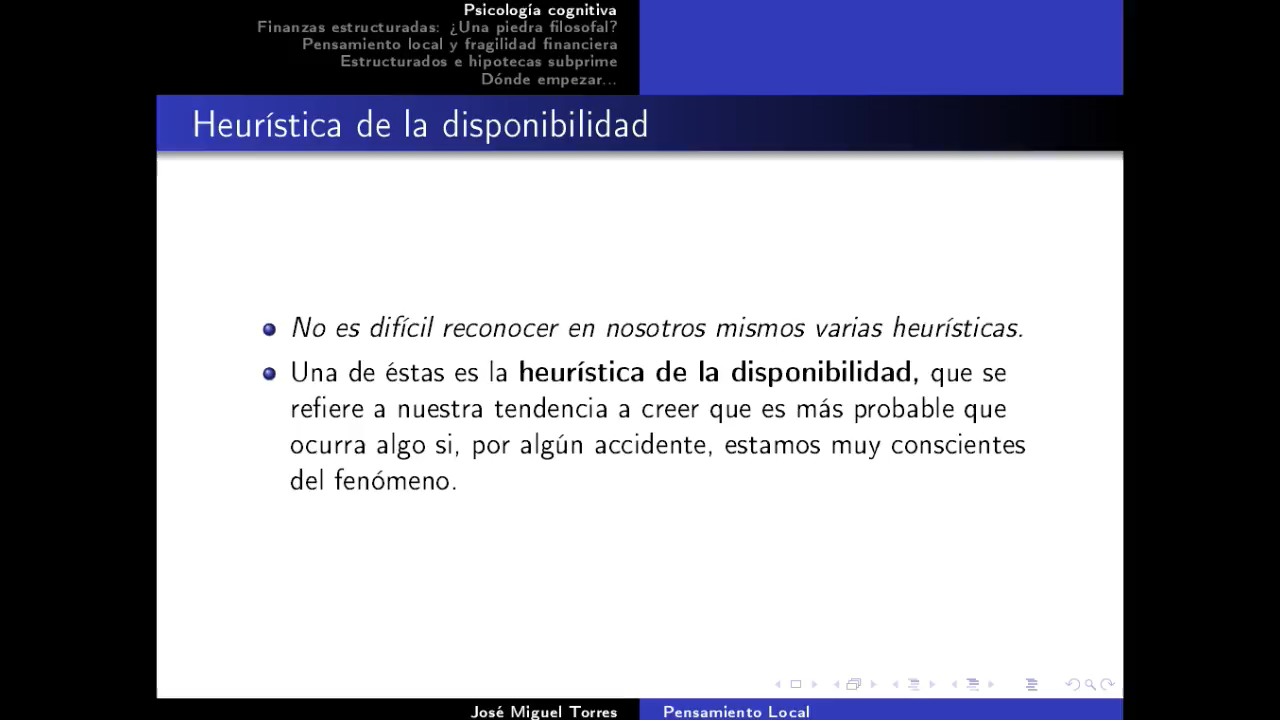 Psicología cognitiva
Finanzas estructuradas: ¿Una piedra filosofal?
Pensamiento local y fragilidad financiera
Estructurados e hipotecas subprime
Dónde empezar...
Heurística de la disponibilidad
No es difícil reconocer en nosotros mismos varias heurísticas.
Una de éstas es la heurística de la disponibilidad, que se
refiere a nuestra tendencia a creer que es más probable que
ocurra algo si, por algún accidente, estamos muy conscientes
del fenómeno.
José Miguel Torres
Pensamiento Local